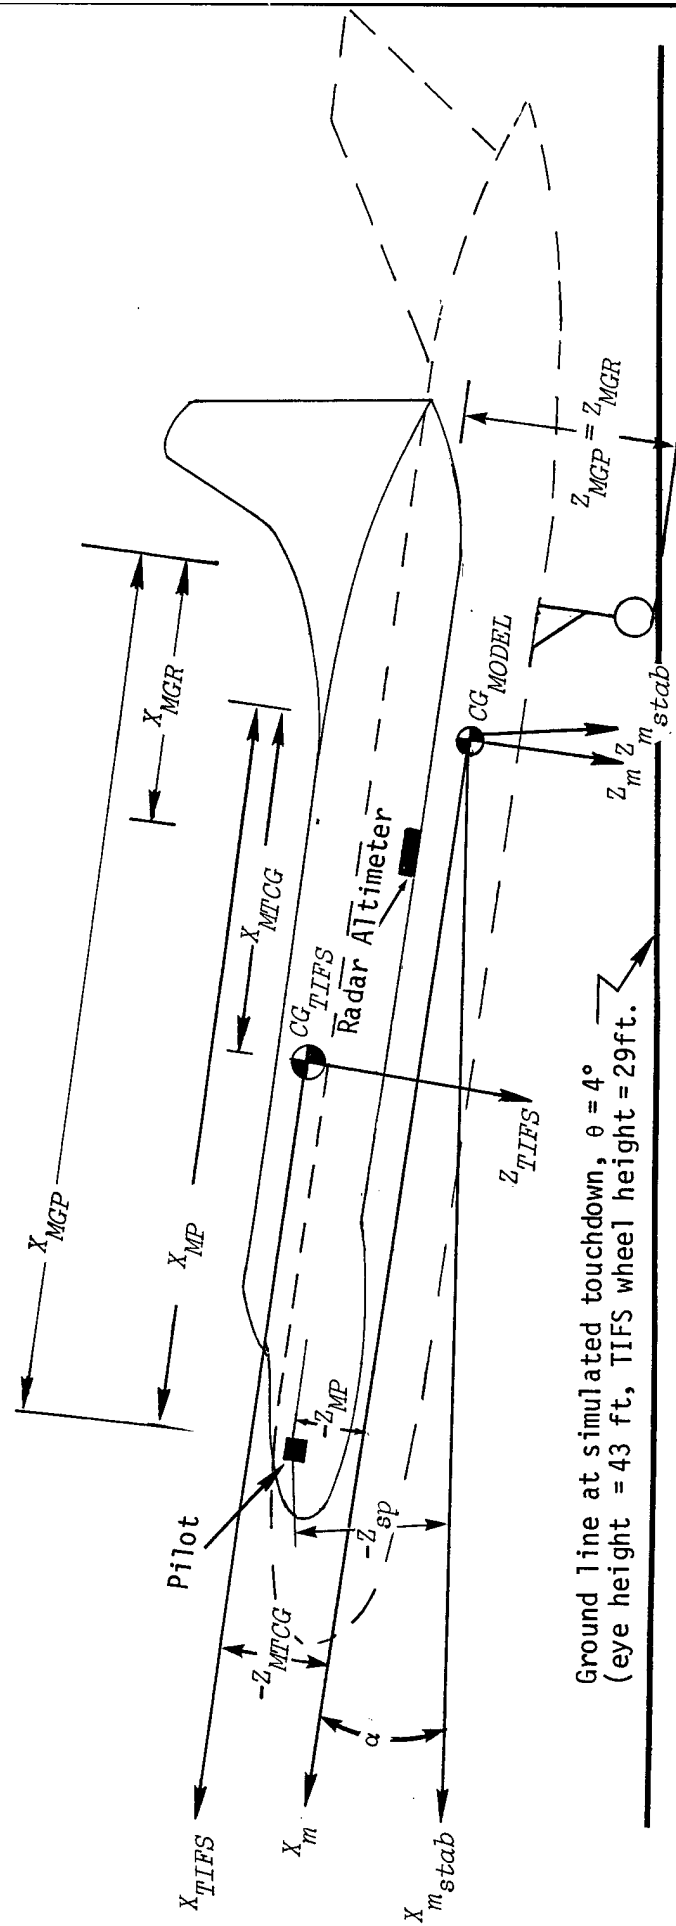 X_MGP
X_MGR
X_MP
X_MTCG
Z_MGP = Z_MGR
CG_TIFS
Radar Altimeter
CG_MODEL
Pilot
-Z_MP
-Z_sp
-Z_MTCG
α
Z_TIFS
Z_m
Z_m_stab
X_TIFS
X_m
X_m_stab
Ground line at simulated touchdown, θ = 4°
(eye height = 43 ft, TIFS wheel height = 29ft.